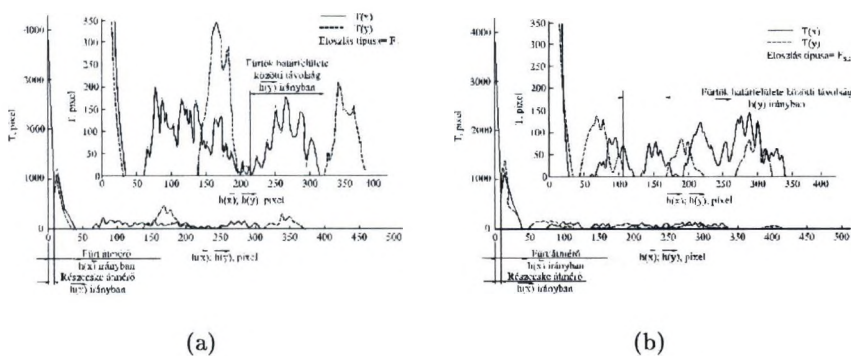 T(x)
T(y)
Eloszlás típusa= F
Fürtök határfelülete
közötti távolság
h(y) irányban
T, pixel
350
300
250
200
150
100
50
0
50 100 150 200 250 300 350 400
h(x); h(y), pixel
T, pixel
4000
2000
1000
0
0 50 100 150 200 250 300 350 400 450 500
h(x); h(y), pixel
Fürt átmérő
h(x) irányban
Részecske átmérő
h(x) irányban
(a)
T(x)
T(y)
Eloszlás típusa=
Fürtök határfelülete közötti távolság
h(y) irányban
T, pixel
350
300
250
200
150
100
50
0
0 50 100 150 200 250 300 350 400
h(x); h(y), pixel
T, pixel
4000
3000
2000
1000
0
0 50 100 150 200 250 300 350 400 450 500
h(x); h(y), pixel
Fürt átmérő
h(x) irányban
Részecske átmérő
h(x) irányban
(b)